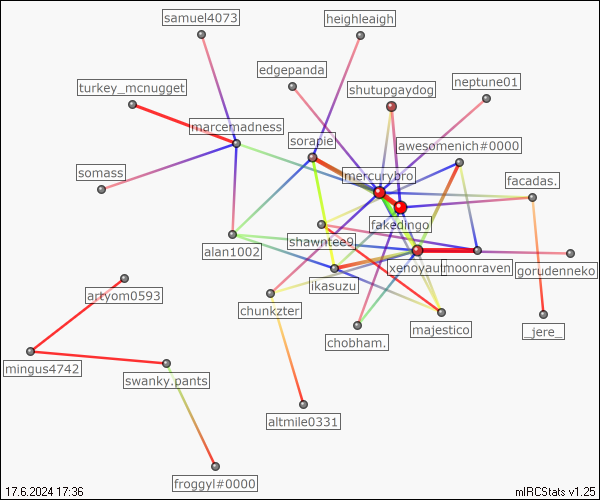 samuel4073
heighleaigh
edgepanda
neptune01
turkey_mcnugget
shutupgaydog
marcemadness
sorapie
awesomenich#0000
somass
mercurybro
facadas.
fakedingo
alan1002
shawntee9
xenoyautja
moonraven
gorudenneko
artyom0593
ikasuzu
chunkzter
majestico
_jere_
chobham.
mingus4742
swanky.pants
altmile0331
froggyl#0000
17.6.2024 17:36
mIRCStats v1.25